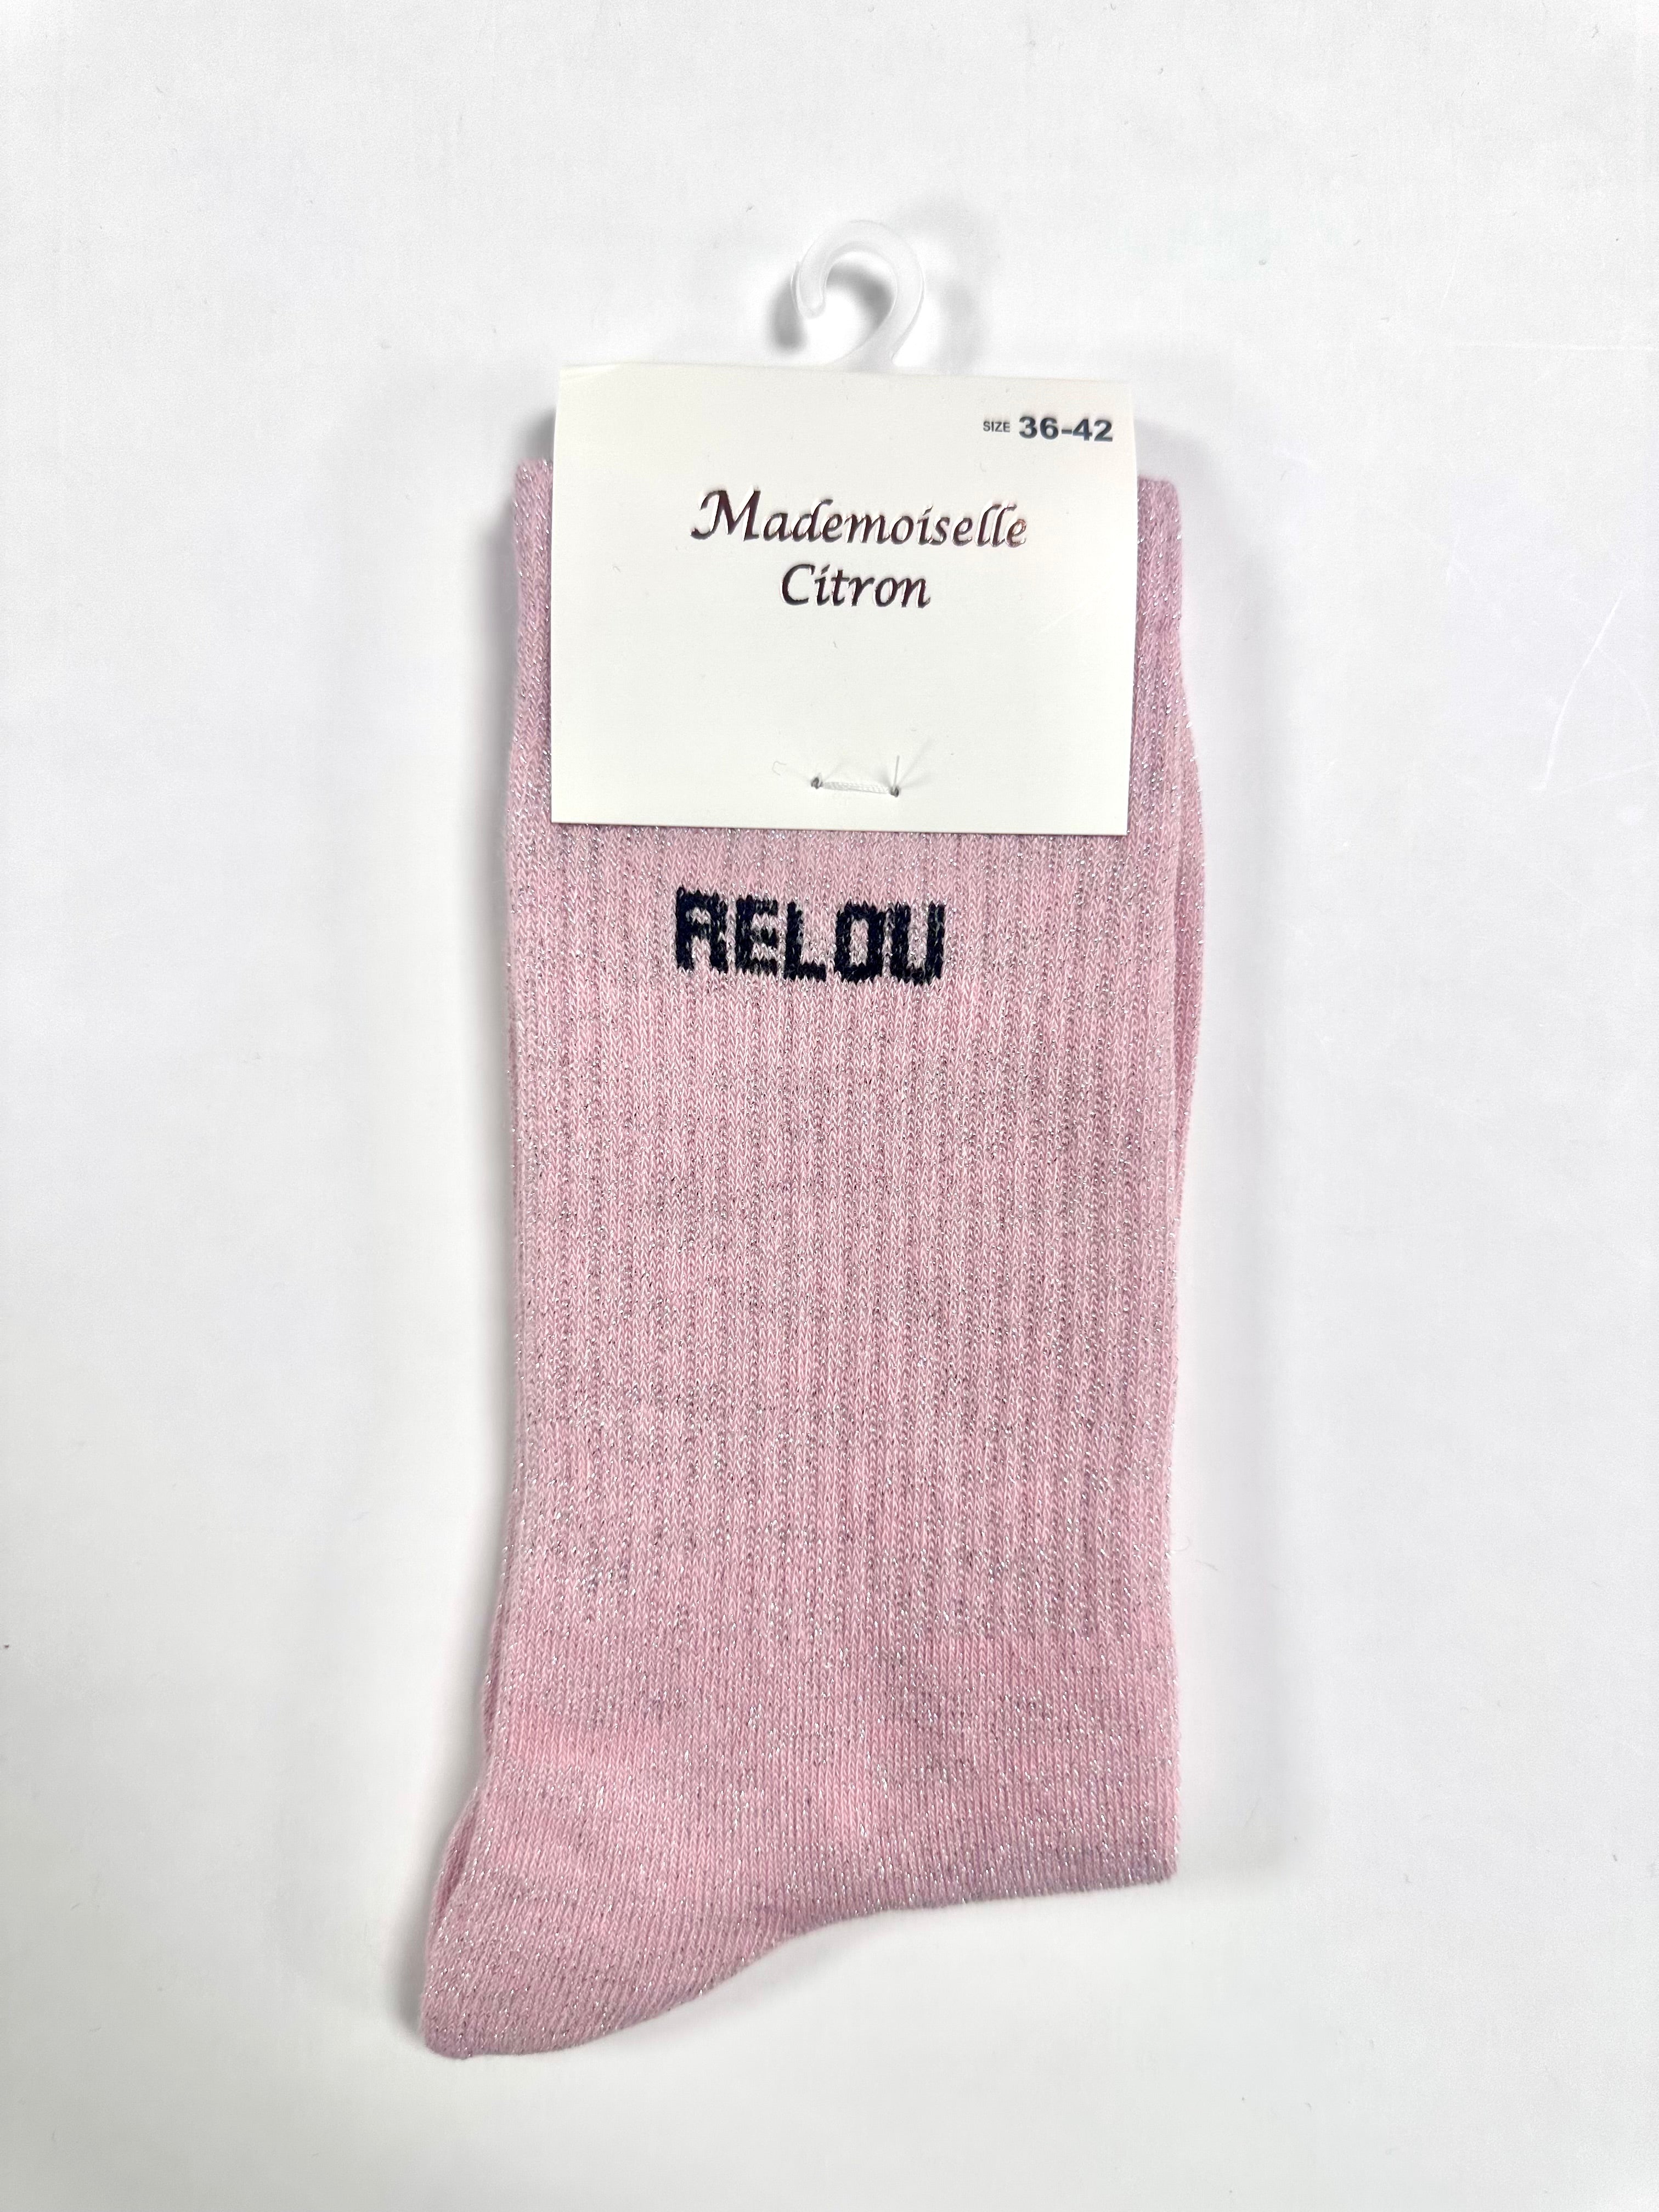 SIZE 36-42
Mademoiselle
Citron
RELOU